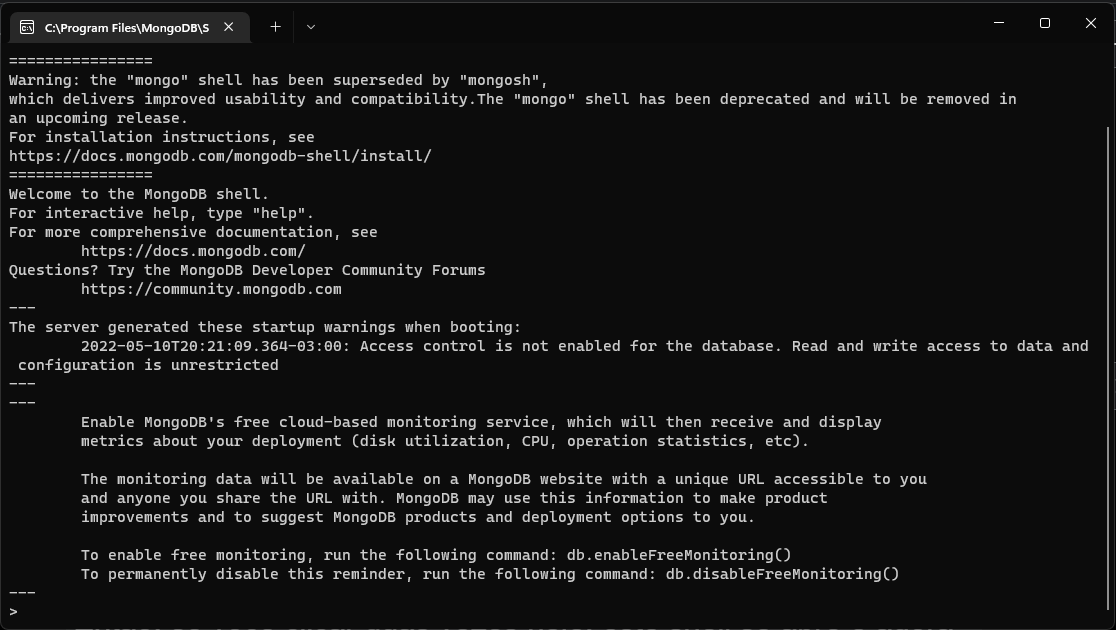 C:\Program Files\MongoDB\S
================
Warning: the "mongo" shell has been superseded by "mongosh",
which delivers improved usability and compatibility.The "mongo" shell has been deprecated and will be removed in
an upcoming release.
For installation instructions, see
https://docs.mongodb.com/mongodb-shell/install/
================
Welcome to the MongoDB shell.
For interactive help, type "help".
For more comprehensive documentation, see
        https://docs.mongodb.com/
Questions? Try the MongoDB Developer Community Forums
        https://community.mongodb.com
---
The server generated these startup warnings when booting:
        2022-05-10T20:21:09.364-03:00: Access control is not enabled for the database. Read and write access to data and
 configuration is unrestricted
---
---
        Enable MongoDB's free cloud-based monitoring service, which will then receive and display
        metrics about your deployment (disk utilization, CPU, operation statistics, etc).
        The monitoring data will be available on a MongoDB website with a unique URL accessible to you
        and anyone you share the URL with. MongoDB may use this information to make product
        improvements and to suggest MongoDB products and deployment options to you.
        To enable free monitoring, run the following command: db.enableFreeMonitoring()
        To permanently disable this reminder, run the following command: db.disableFreeMonitoring()
---
>